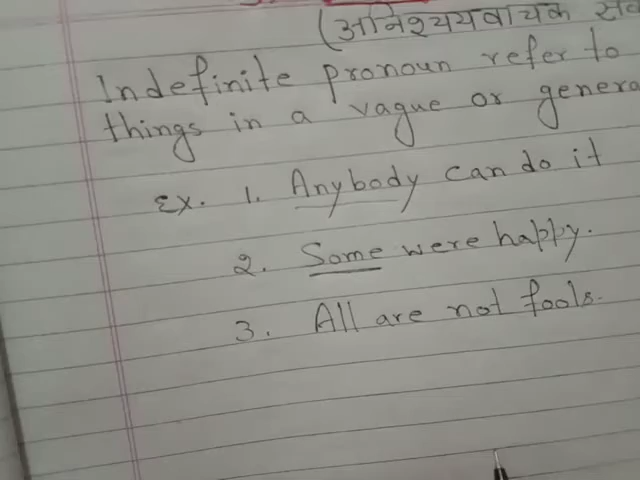 (अनिश्चयवाचक
Indefinite pronoun refer to
things in a vague or genera
Ex. 1. Anybody can do it
2. Some were happy.
3. All are not fools.